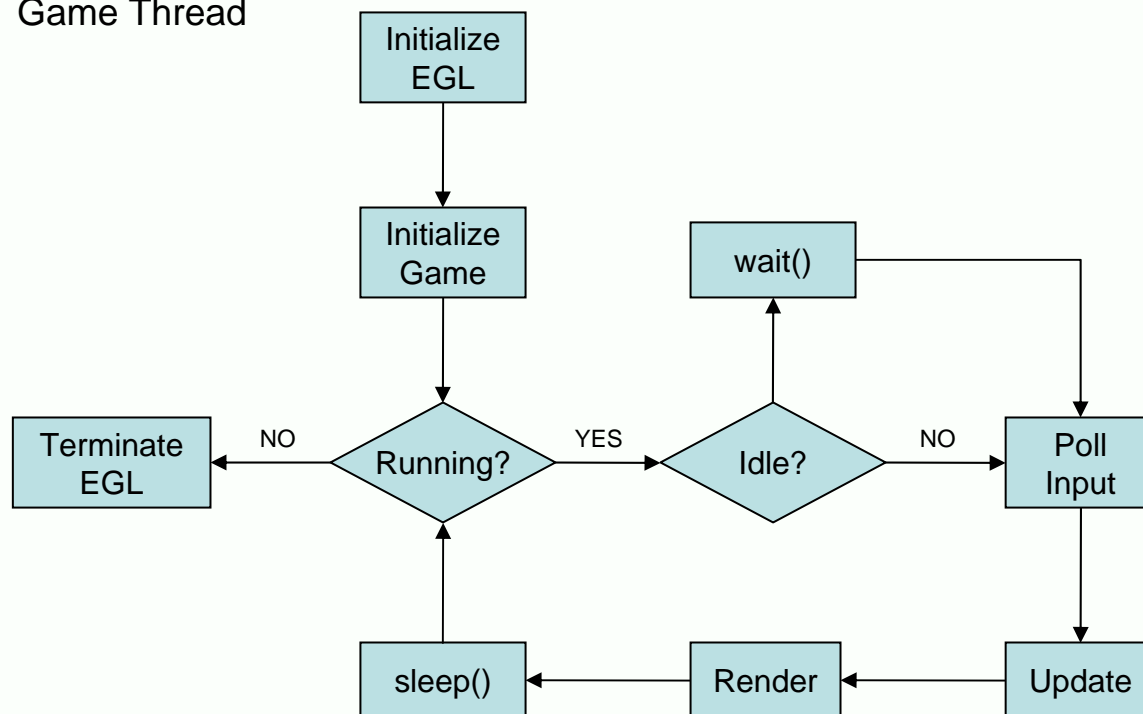 Game Thread
Initialize
EGL
Initialize
Game
wait()
Terminate
EGL
NO
Running?
YES
Idle?
NO
Poll
Input
sleep()
Render
Update